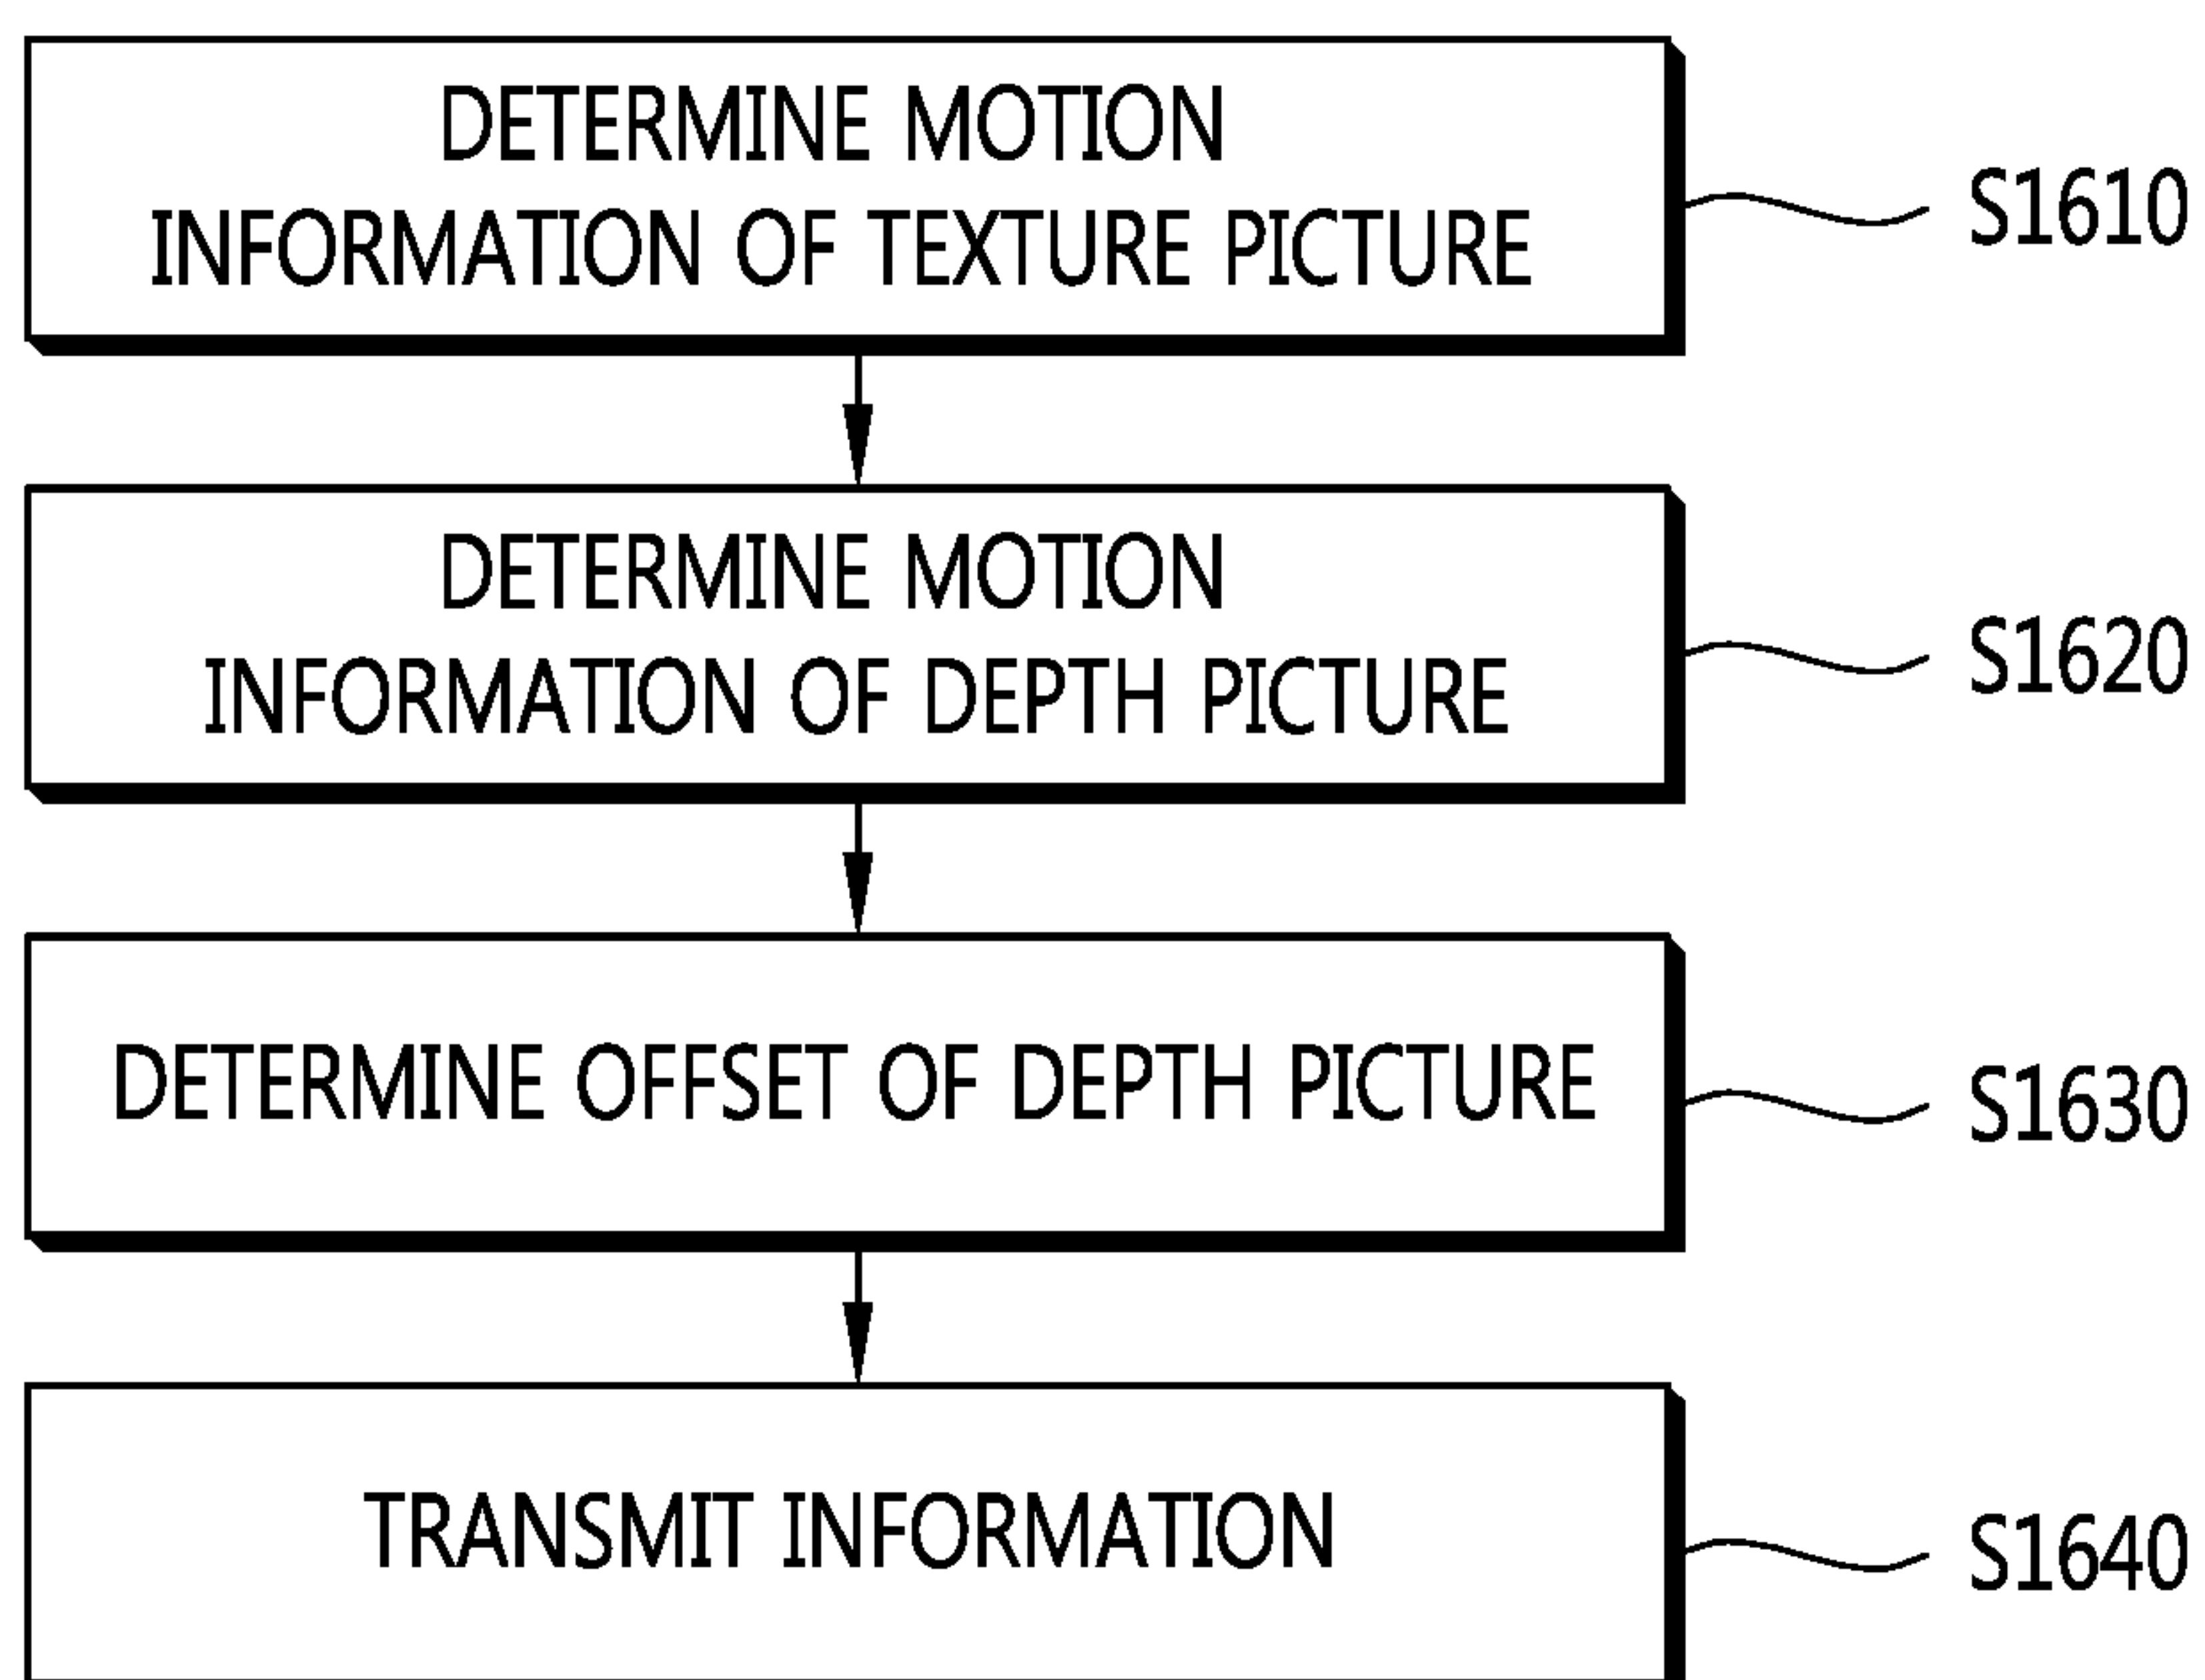 DETERMINE MOTION
INFORMATION OF TEXTURE PICTURE
S1610
DETERMINE MOTION
INFORMATION OF DEPTH PICTURE
S1620
DETERMINE OFFSET OF DEPTH PICTURE
S1630
TRANSMIT INFORMATION
S1640